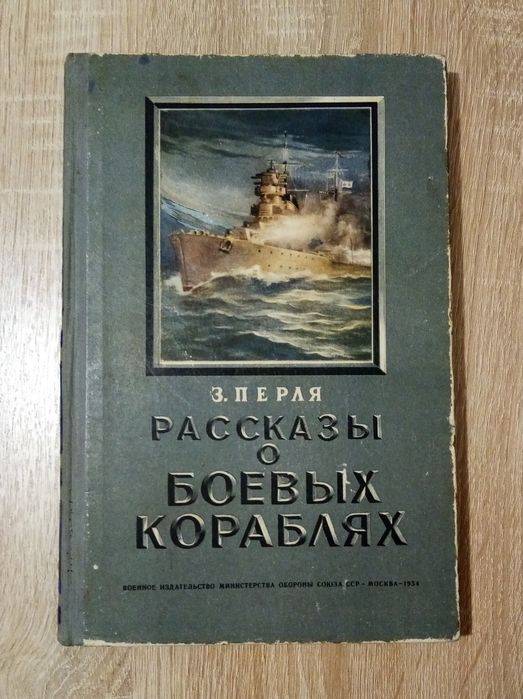 З. ПЕРЛЯ
РАССКАЗЫ
О
БОЕВЫХ
КОРАБЛЯХ
ВОЕННОЕ ИЗДАТЕЛЬСТВО МИНИСТЕРСТВА ОБОРОНЫ СОЮЗА ССР - МОСКВА - 1954